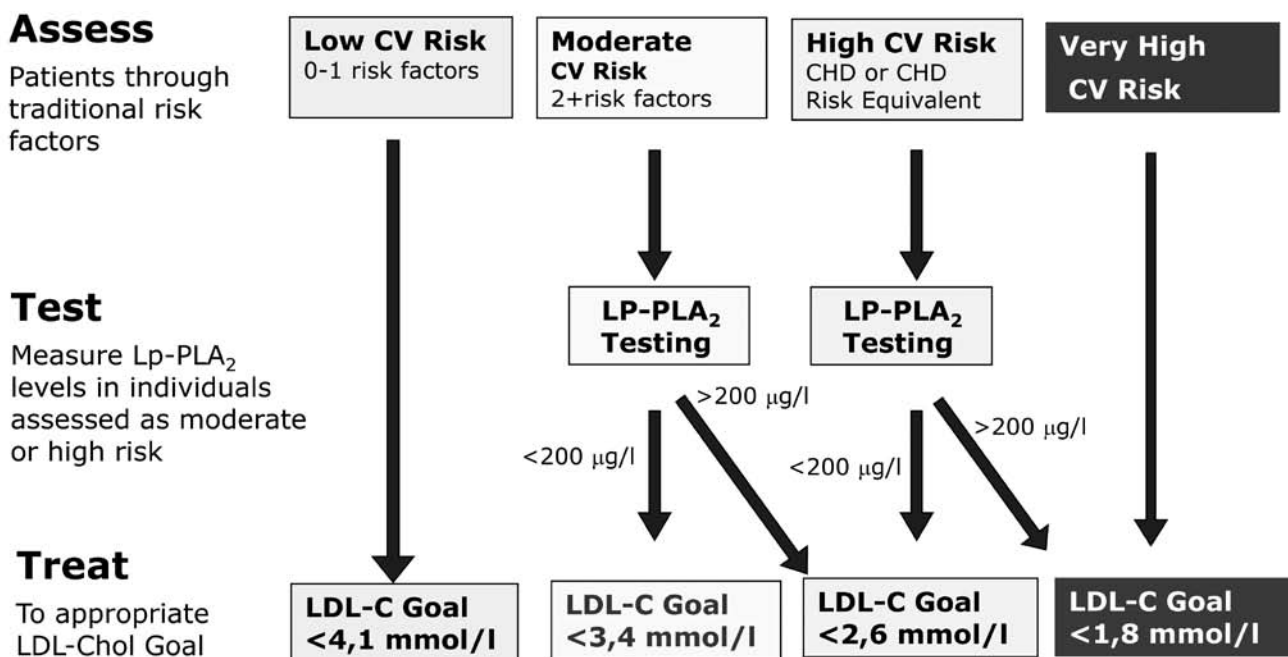 Assess
Patients through
traditional risk
factors
Low CV Risk
0-1 risk factors
Moderate
CV Risk
2+risk factors
High CV Risk
CHD or CHD
Risk Equivalent
Very High
CV Risk
Test
Measure Lp-PLA₂
levels in individuals
assessed as moderate
or high risk
LP-PLA₂
Testing
LP-PLA₂
Testing
<200 µg/l
>200 µg/l
<200 µg/l
>200 µg/l
Treat
To appropriate
LDL-Chol Goal
LDL-C Goal
<4,1 mmol/l
LDL-C Goal
<3,4 mmol/l
LDL-C Goal
<2,6 mmol/l
LDL-C Goal
<1,8 mmol/l